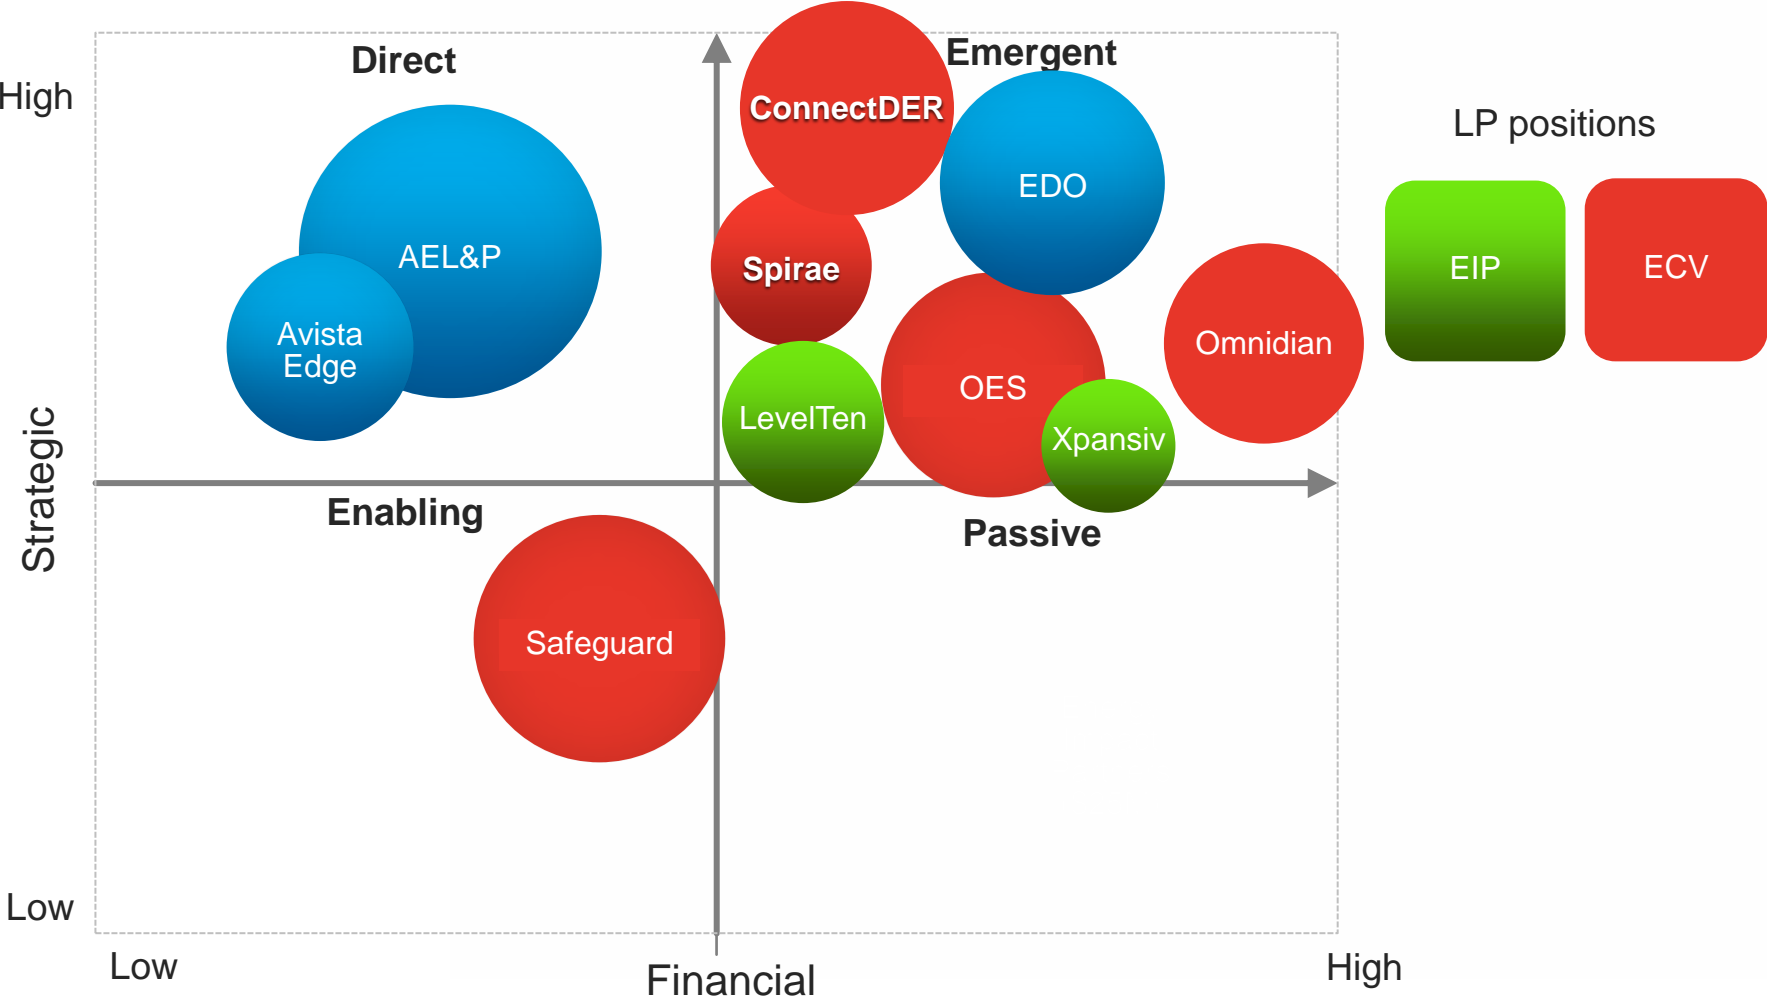 Direct
Emergent
High
ConnectDER
LP positions
EDO
AEL&P
Spirae
EIP
ECV
Avista
Edge
Omnidian
OES
LevelTen
Xpansiv
Strategic
Enabling
Passive
Safeguard
Low
Low
Financial
High